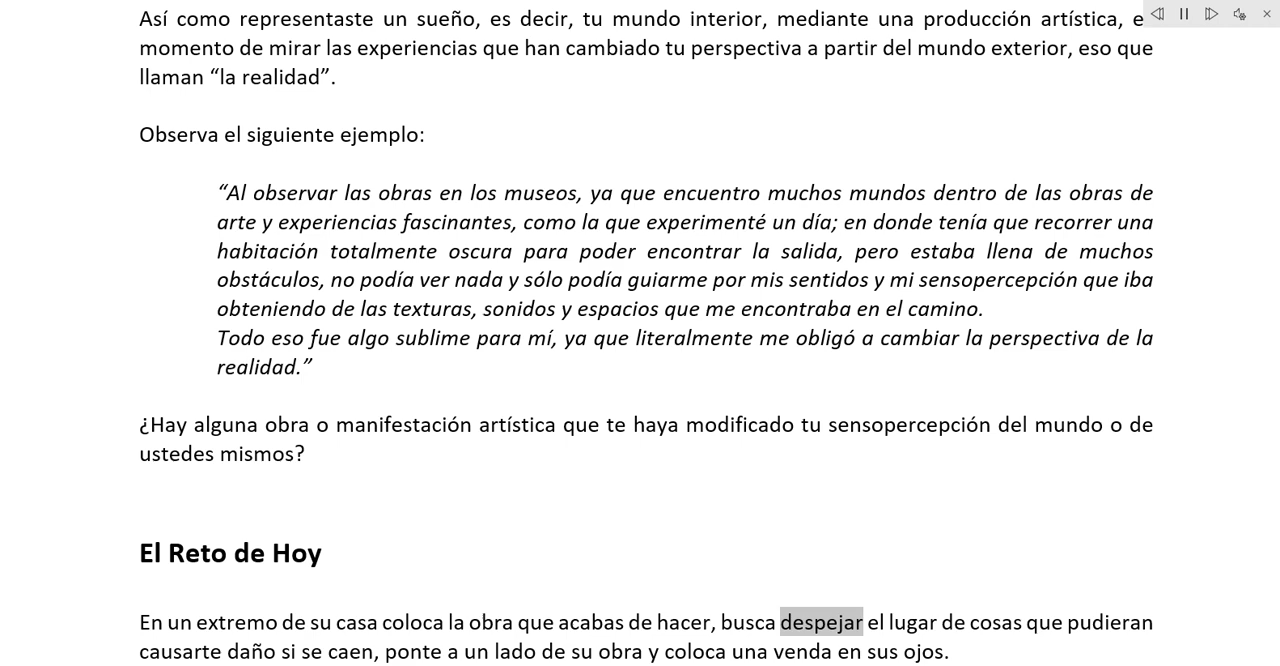 Así como representaste un sueño, es decir, tu mundo interior, mediante una producción artística, e
momento de mirar las experiencias que han cambiado tu perspectiva a partir del mundo exterior, eso que
llaman “la realidad”.
Observa el siguiente ejemplo:
“Al observar las obras en los museos, ya que encuentro muchos mundos dentro de las obras de
arte y experiencias fascinantes, como la que experimenté un día; en donde tenía que recorrer una
habitación totalmente oscura para poder encontrar la salida, pero estaba llena de muchos
obstáculos, no podía ver nada y sólo podía guiarme por mis sentidos y mi sensopercepción que iba
obteniendo de las texturas, sonidos y espacios que me encontraba en el camino.
Todo eso fue algo sublime para mí, ya que literalmente me obligó a cambiar la perspectiva de la
realidad.”
¿Hay alguna obra o manifestación artística que te haya modificado tu sensopercepción del mundo o de
ustedes mismos?
El Reto de Hoy
En un extremo de su casa coloca la obra que acabas de hacer, busca despejar el lugar de cosas que pudieran
causarte daño si se caen, ponte a un lado de su obra y coloca una venda en sus ojos.